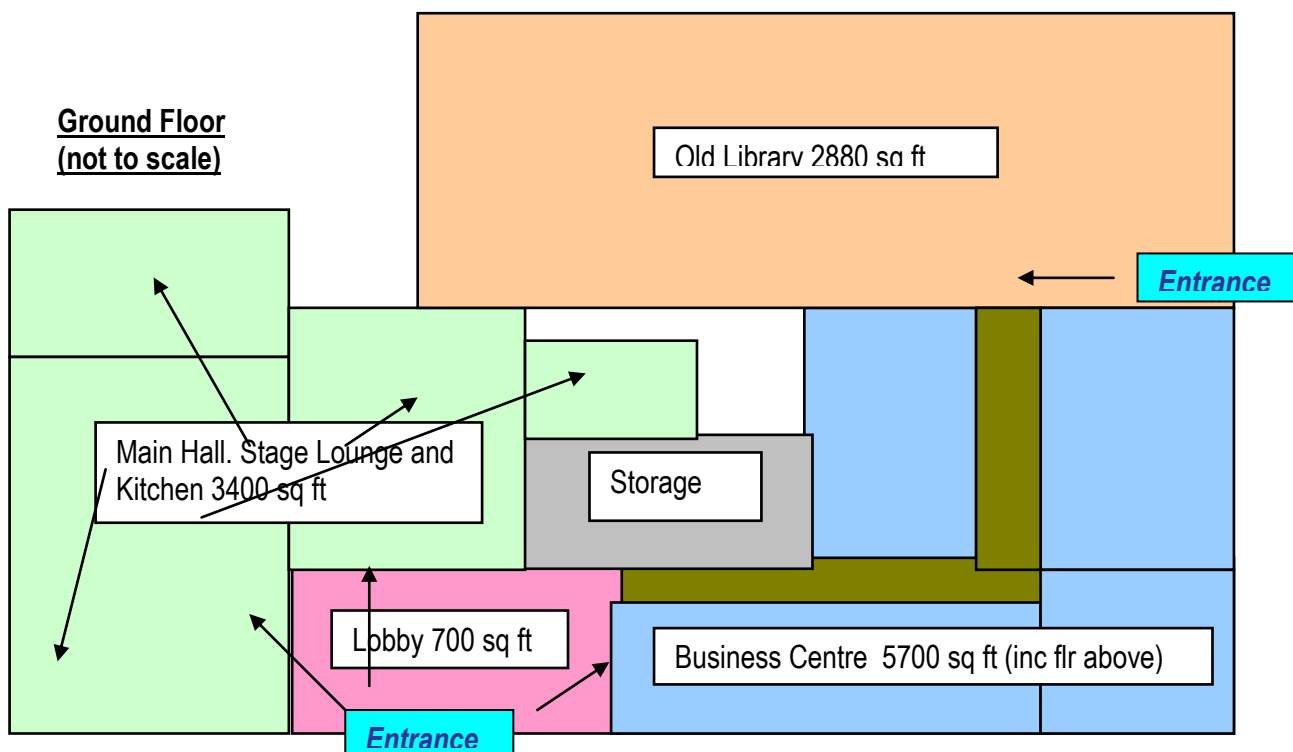 Ground Floor
(not to scale)
Old Library 2880 sq ft
Entrance
Main Hall. Stage Lounge and
Kitchen 3400 sq ft
Storage
Lobby 700 sq ft
Business Centre  5700 sq ft (inc flr above)
Entrance